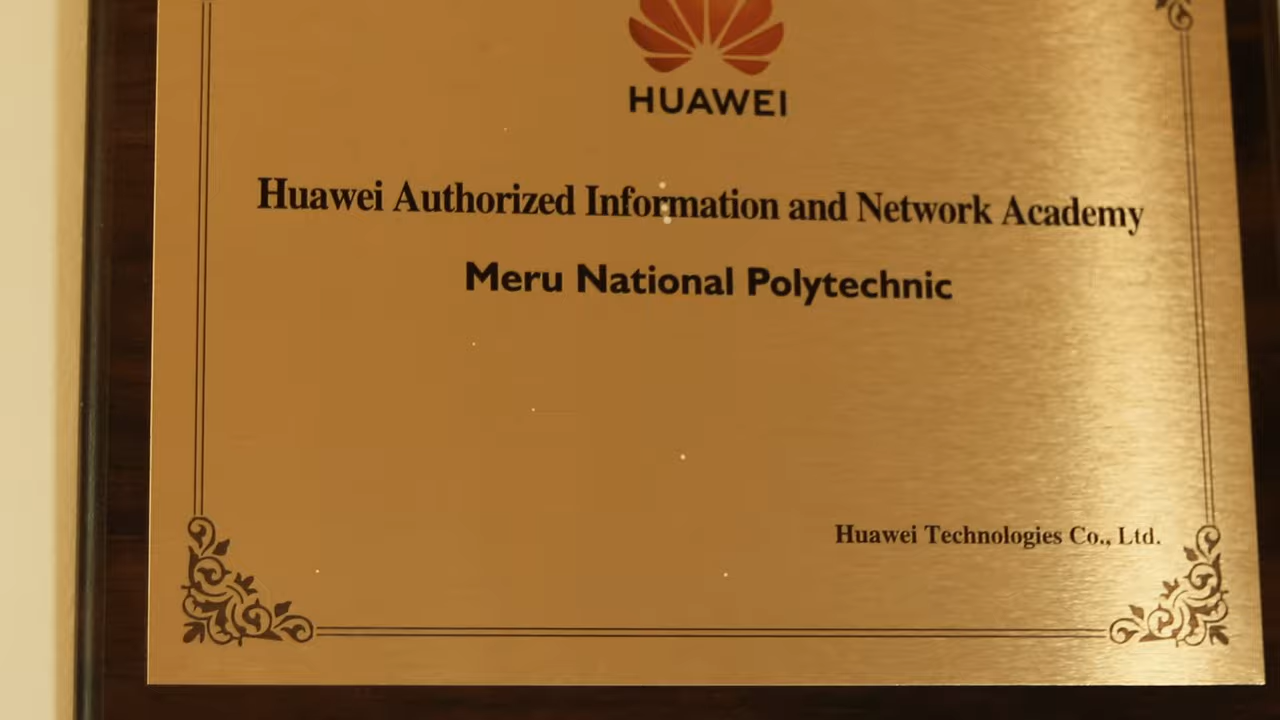 HUAWEI
Huawei Authorized Information and Network Academy
Meru National Polytechnic
Huawei Technologies Co., Ltd.